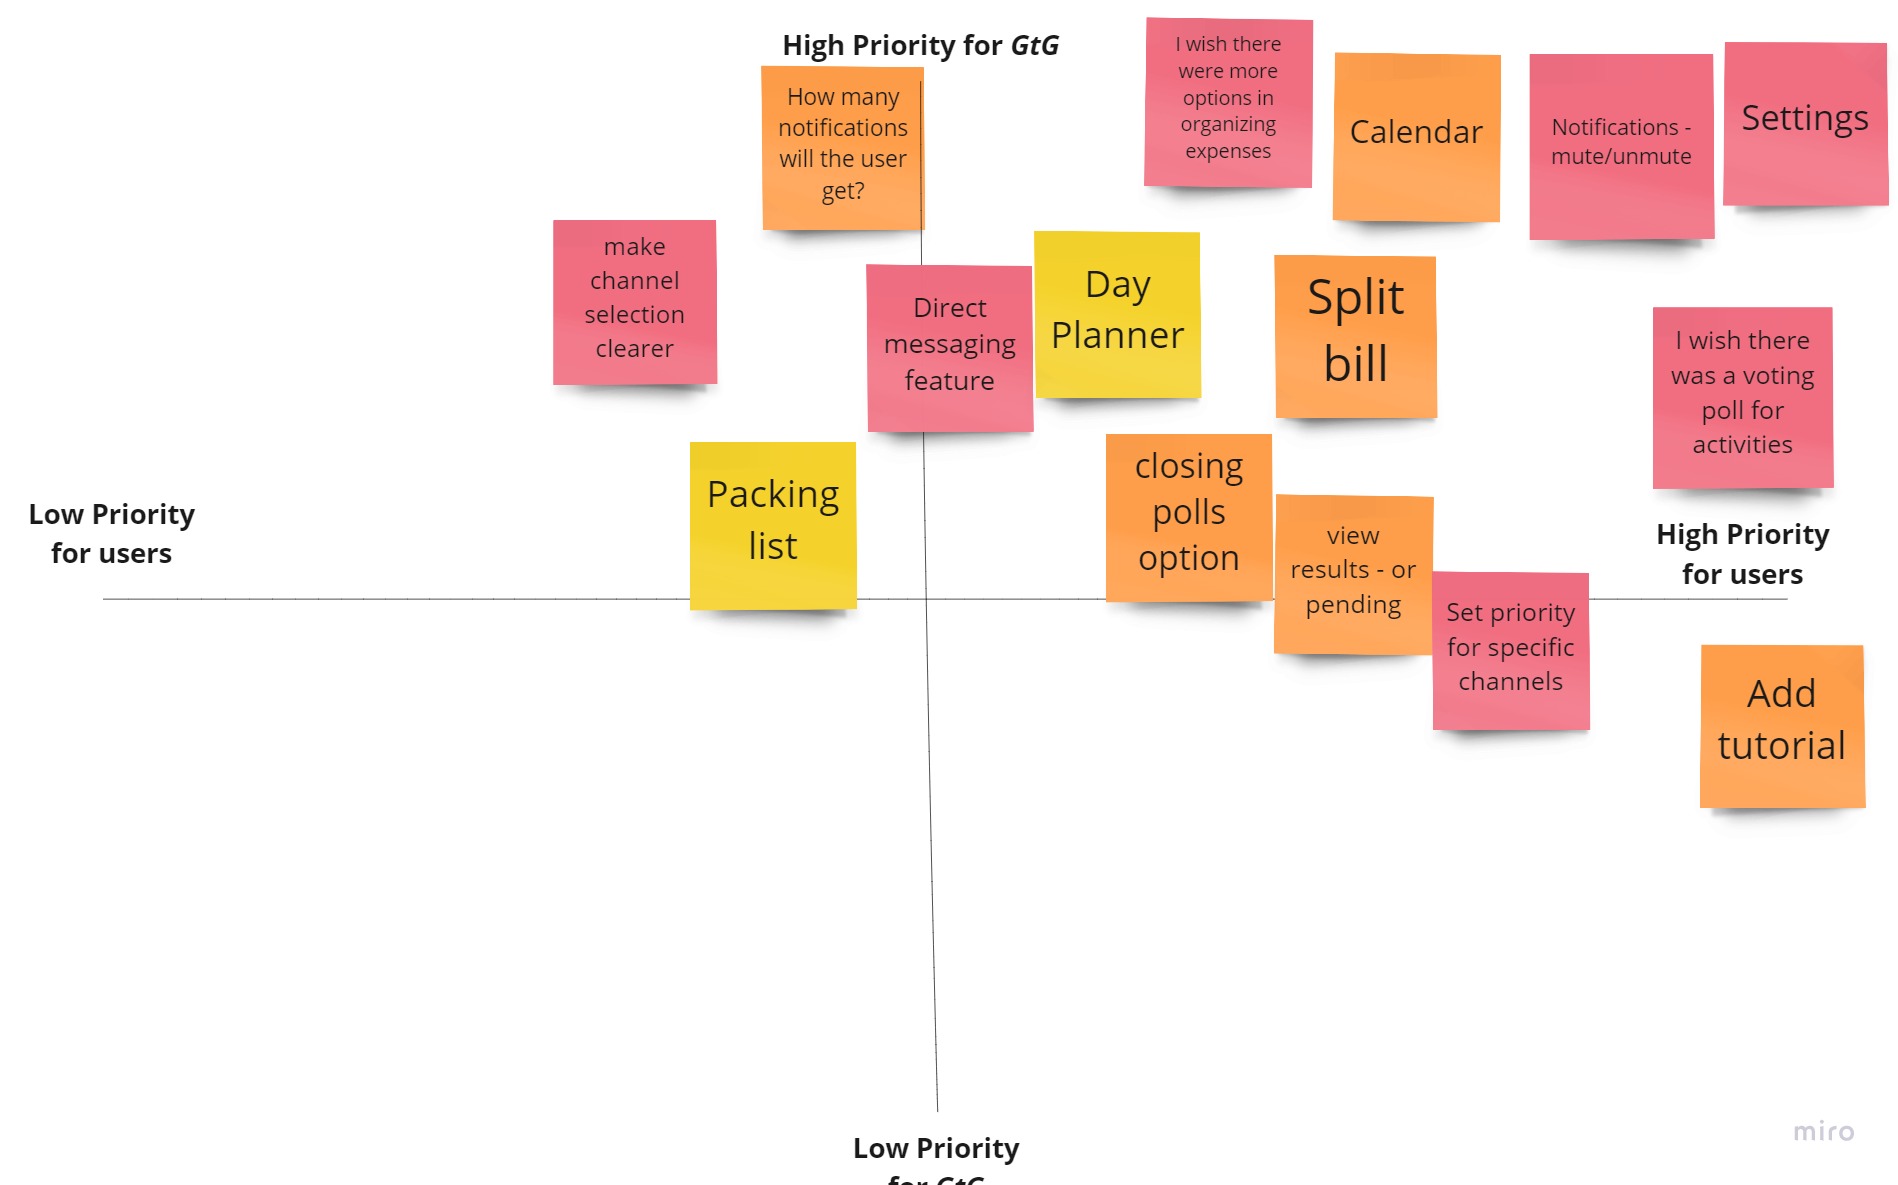 High Priority for GtG
I wish there
were more
options in
organizing
expenses
Calendar
Notifications -
mute/unmute
Settings
How many
notifications
will the user
get?
make
channel
selection
clearer
Direct
messaging
feature
Day
Planner
Split
bill
I wish there
was a voting
poll for
activities
Packing
list
closing
polls
option
view
results - or
pending
Low Priority
for users
High Priority
for users
Set priority
for specific
channels
Add
tutorial
Low Priority
for GtG
miro